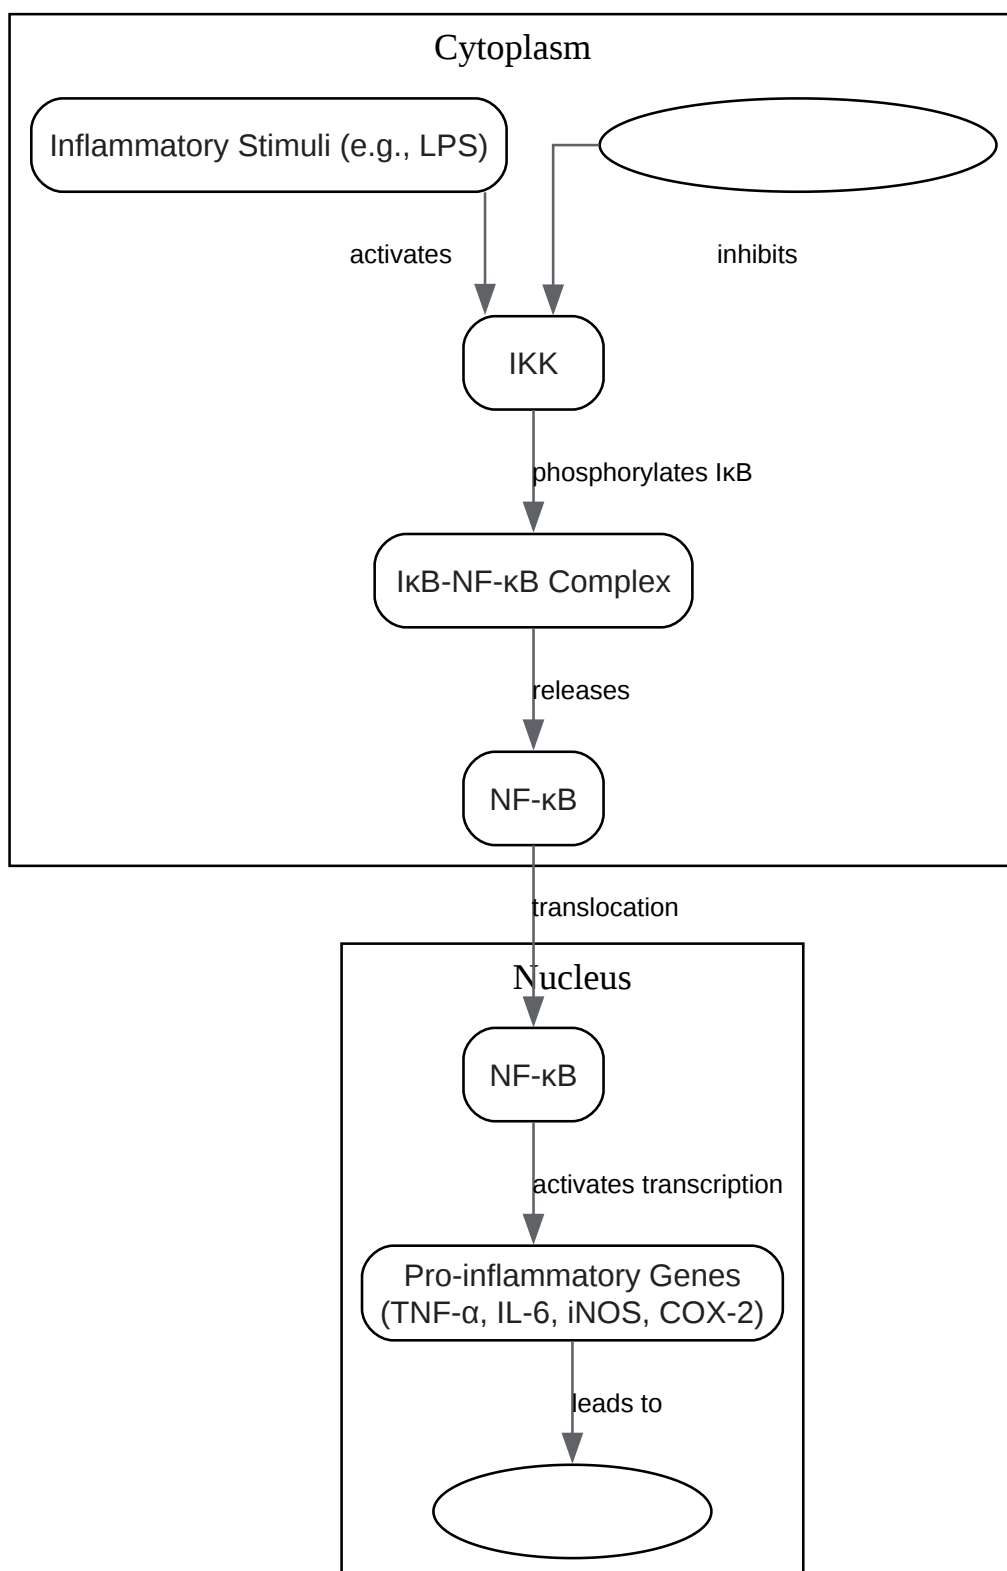 Cytoplasm
Inflammatory Stimuli (e.g., LPS)
activates
inhibits
IKK
phosphorylates IκB
IκB-NF-κB Complex
releases
NF-κB
translocation
Nucleus
NF-κB
activates transcription
Pro-inflammatory Genes
(TNF-α, IL-6, iNOS, COX-2)
leads to